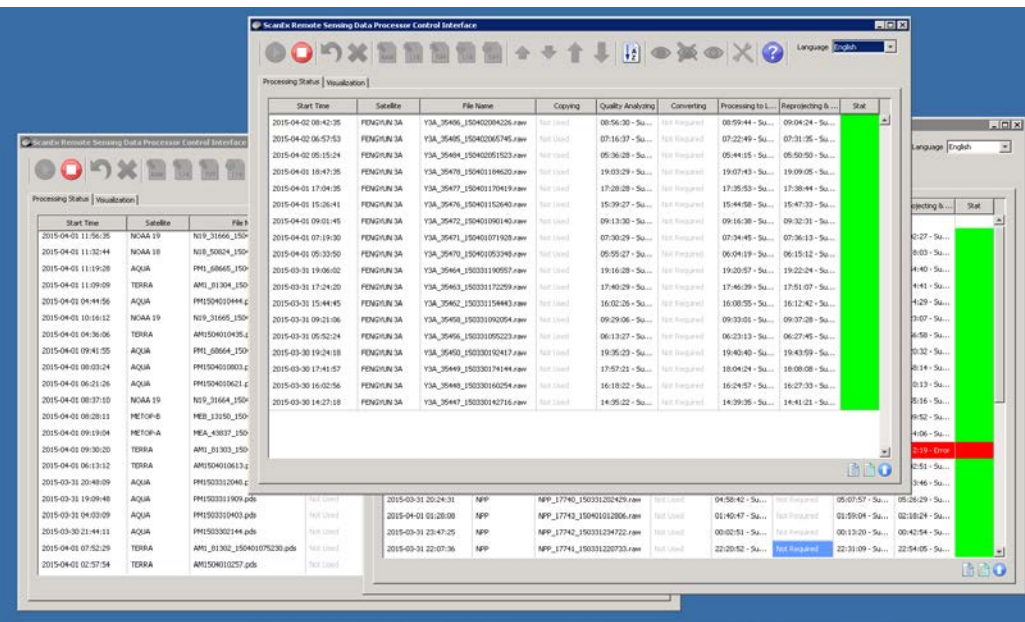 ScanEx Remote Sensing Data Processor Control Interface
Language English
Processing Status Visualization
Start Time Satellite File Name Copying Quality Analyzing Converting Processing to L... Reprojecting & ... Stat
2015-04-02 08:42:35 FENGYUN 3A Y3A_35486_150402084226.raw Not Used 08:56:30 - Su... Not Required 08:59:44 - Su... 09:04:24 - Su...
2015-04-02 06:57:53 FENGYUN 3A Y3A_35485_150402065745.raw Not Used 07:16:37 - Su... Not Required 07:22:49 - Su... 07:31:35 - Su...
2015-04-02 05:15:24 FENGYUN 3A Y3A_35484_150402051523.raw Not Used 05:36:28 - Su... Not Required 05:44:15 - Su... 05:50:50 - Su...
2015-04-01 18:47:35 FENGYUN 3A Y3A_35478_150401184620.raw Not Used 19:03:29 - Su... Not Required 19:07:43 - Su... 19:09:05 - Su...
2015-04-01 17:04:35 FENGYUN 3A Y3A_35477_150401170419.raw Not Used 17:28:28 - Su... Not Required 17:35:53 - Su... 17:38:44 - Su...
2015-04-01 15:26:41 FENGYUN 3A Y3A_35476_150401152640.raw Not Used 15:39:27 - Su... Not Required 15:44:58 - Su... 15:47:33 - Su...
2015-04-01 09:01:45 FENGYUN 3A Y3A_35472_150401090140.raw Not Used 09:13:30 - Su... Not Required 09:16:38 - Su... 09:32:31 - Su...
2015-04-01 07:19:30 FENGYUN 3A Y3A_35471_150401071928.raw Not Used 07:30:29 - Su... Not Required 07:34:45 - Su... 07:36:13 - Su...
2015-04-01 05:33:50 FENGYUN 3A Y3A_35470_150401053348.raw Not Used 05:55:27 - Su... Not Required 06:04:19 - Su... 06:15:12 - Su...
2015-03-31 19:06:02 FENGYUN 3A Y3A_35464_150331190557.raw Not Used 19:16:28 - Su... Not Required 19:20:57 - Su... 19:22:24 - Su...
2015-03-31 17:24:20 FENGYUN 3A Y3A_35463_150331172259.raw Not Used 17:40:29 - Su... Not Required 17:46:39 - Su... 17:51:07 - Su...
2015-03-31 15:44:45 FENGYUN 3A Y3A_35462_150331154443.raw Not Used 16:02:26 - Su... Not Required 16:08:55 - Su... 16:12:42 - Su...
2015-03-31 09:21:06 FENGYUN 3A Y3A_35458_150331092054.raw Not Used 09:29:06 - Su... Not Required 09:33:01 - Su... 09:37:28 - Su...
2015-03-31 05:52:24 FENGYUN 3A Y3A_35456_150331055223.raw Not Used 06:13:27 - Su... Not Required 06:23:13 - Su... 06:27:45 - Su...
2015-03-30 19:24:18 FENGYUN 3A Y3A_35450_150330192417.raw Not Used 19:35:23 - Su... Not Required 19:40:40 - Su... 19:43:59 - Su...
2015-03-30 17:41:57 FENGYUN 3A Y3A_35449_150330174144.raw Not Used 17:57:21 - Su... Not Required 18:04:24 - Su... 18:08:08 - Su...
2015-03-30 16:02:56 FENGYUN 3A Y3A_35448_150330160254.raw Not Used 16:18:22 - Su... Not Required 16:24:57 - Su... 16:27:33 - Su...
2015-03-30 14:27:18 FENGYUN 3A Y3A_35447_150330142716.raw Not Used 14:35:22 - Su... Not Required 14:39:35 - Su... 14:41:21 - Su...
ScanEx Remote Sensing Data Processor Control Interface
Processing Status Visualization
Start Time Satellite
2015-04-01 11:56:35 NOAA 19 N19_31666_150
2015-04-01 11:32:44 NOAA 18 N18_50824_150
2015-04-01 11:19:28 AQUA PM1_68665_150
2015-04-01 11:09:09 TERRA AM1_81304_150
2015-04-01 04:44:56 AQUA PM1504010444.p
2015-04-01 10:16:12 NOAA 19 N19_31665_150
2015-04-01 04:36:06 TERRA AM1504010435.p
2015-04-01 09:41:55 AQUA PM1_68664_150
2015-04-01 08:03:24 AQUA PM1504010803.p
2015-04-01 06:21:26 AQUA PM1504010621.p
2015-04-01 08:37:10 NOAA 19 N19_31664_150
2015-04-01 08:28:11 METOP-B MEB_13150_150
2015-04-01 09:19:04 METOP-A MEA_43837_150
2015-04-01 09:30:20 TERRA AM1_81303_150
2015-04-01 06:13:12 TERRA AM1504010613.p
2015-03-31 20:48:09 AQUA PM1503312048.p
2015-03-31 19:09:48 AQUA PM1503311909.pds Not Used
2015-03-31 04:03:09 AQUA PM1503310403.pds Not Used
2015-03-30 21:44:11 AQUA PM1503302144.pds Not Used
2015-04-01 07:52:29 TERRA AM1_81302_150401075230.pds Not Used
2015-04-01 02:57:54 TERRA AM1504010257.pds Not Used
Language English
ojecting & ... Stat
2:19 - Error
2015-03-31 20:24:31 NPP NPP_17740_150331202429.raw Not Used 04:58:42 - Su... Not Required 05:07:57 - Su... 05:26:29 - Su...
2015-04-01 01:28:08 NPP NPP_17743_150401012806.raw Not Used 01:40:47 - Su... Not Required 01:59:04 - Su... 02:18:24 - Su...
2015-03-31 23:47:25 NPP NPP_17742_150331234722.raw Not Used 00:02:51 - Su... Not Required 00:13:20 - Su... 00:42:54 - Su...
2015-03-31 22:07:36 NPP NPP_17741_150331220733.raw Not Used 22:20:52 - Su... Not Required 22:31:09 - Su... 22:54:05 - Su...